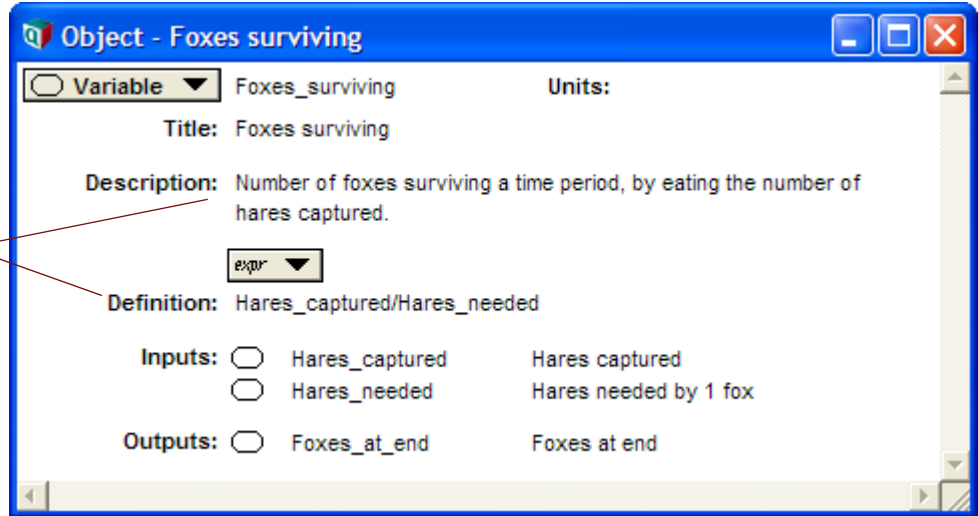 Object - Foxes surviving
Variable Foxes_surviving Units:
Title: Foxes surviving
Description: Number of foxes surviving a time period, by eating the number of
hares captured.
expr
Definition: Hares_captured/Hares_needed
Inputs: Hares_captured Hares captured
Hares_needed Hares needed by 1 fox
Outputs: Foxes_at_end Foxes at end